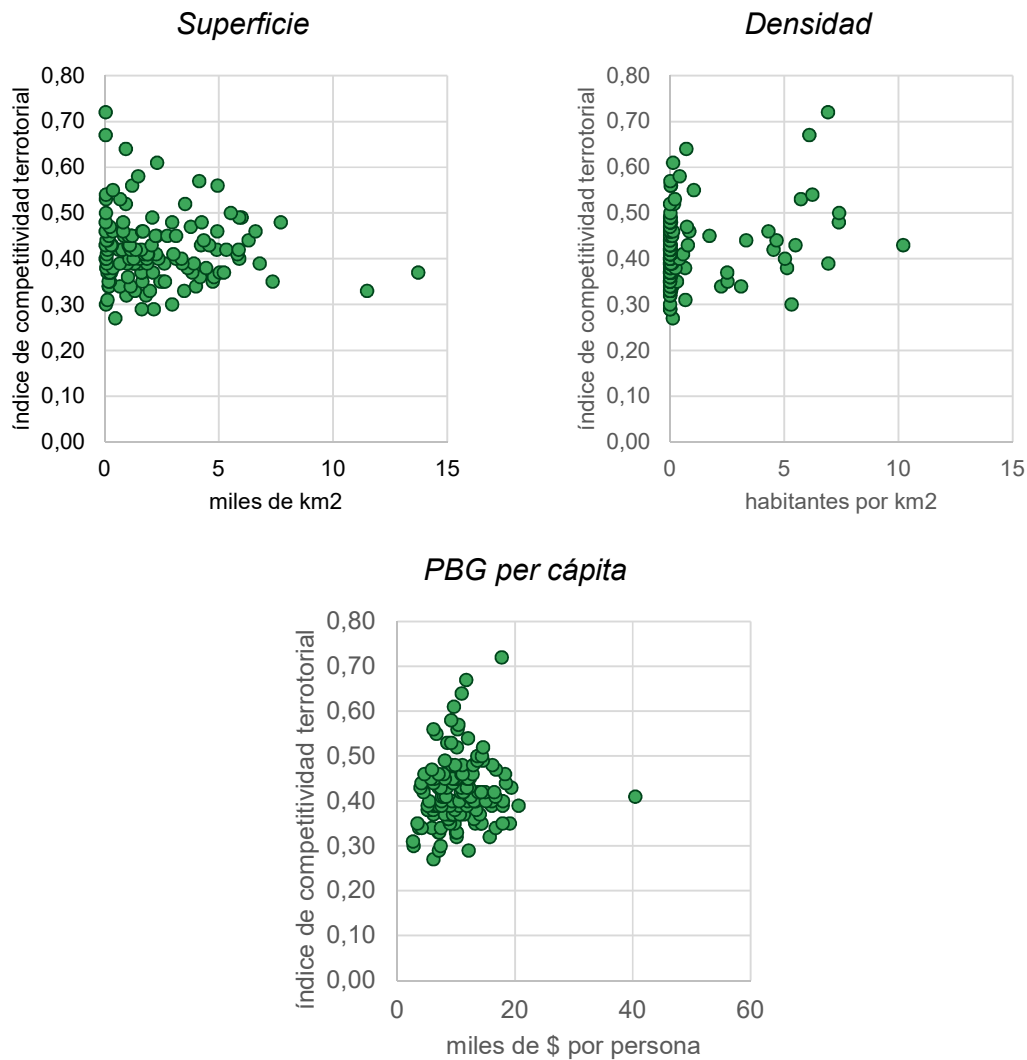 Superficie
índice de competitividad terrotorial
0,80
0,70
0,60
0,50
0,40
0,30
0,20
0,10
0,00
0 5 10 15
miles de km2
Densidad
índice de competitividad terrotorial
0,80
0,70
0,60
0,50
0,40
0,30
0,20
0,10
0,00
0 5 10 15
habitantes por km2
PBG per cápita
índice de competitividad terrotorial
0,80
0,70
0,60
0,50
0,40
0,30
0,20
0,10
0,00
0 20 40 60
miles de $ por persona